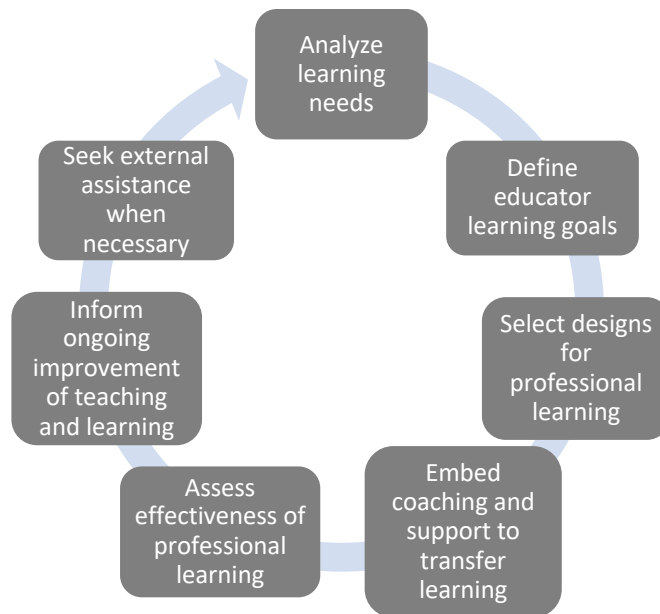 Analyze
learning
needs
Define
educator
learning goals
Select designs
for
professional
learning
Embed
coaching and
support to
transfer
learning
Assess
effectiveness of
professional
learning
Inform
ongoing
improvement
of teaching
and learning
Seek external
assistance
when
necessary